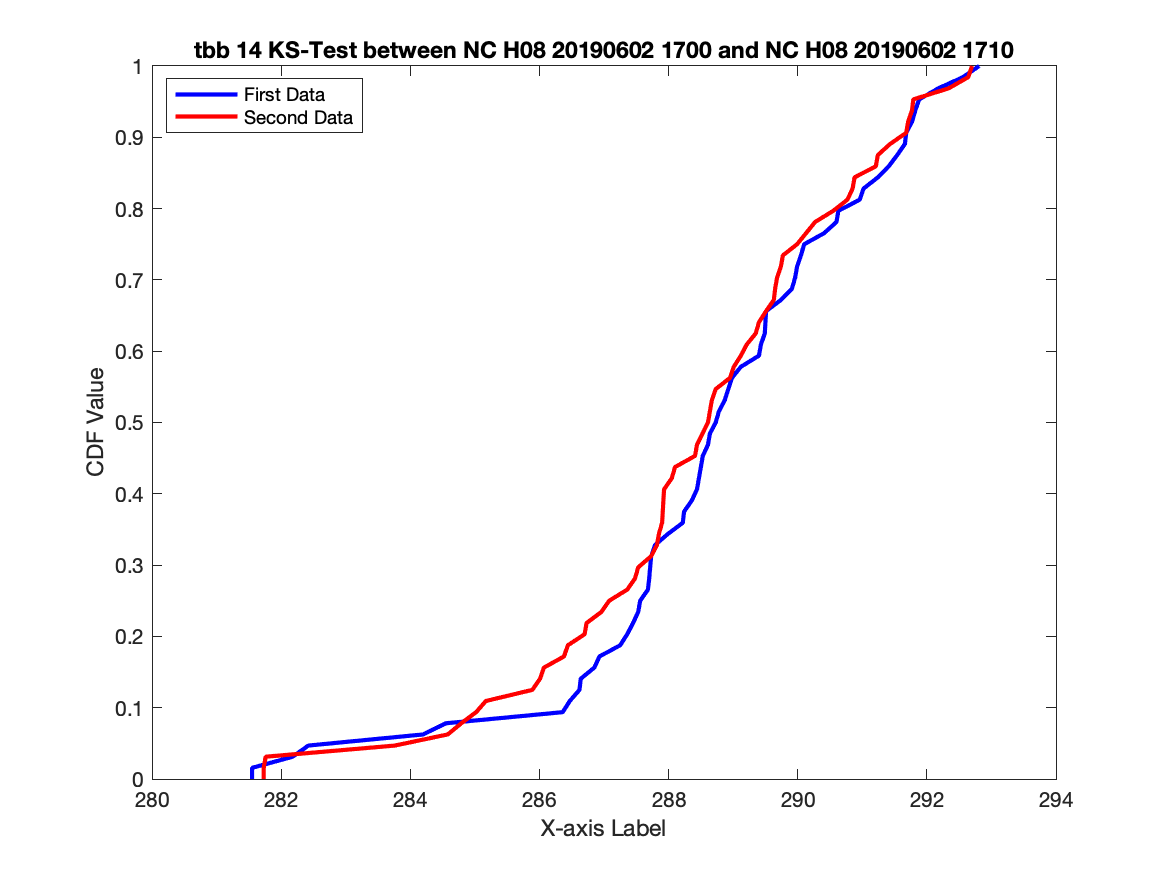 tbb 14 KS-Test between NC H08 20190602 1700 and NC H08 20190602 1710
First Data
Second Data
1
0.9
0.8
0.7
0.6
0.5
0.4
0.3
0.2
0.1
0
CDF Value
280 282 284 286 288 290 292 294
X-axis Label